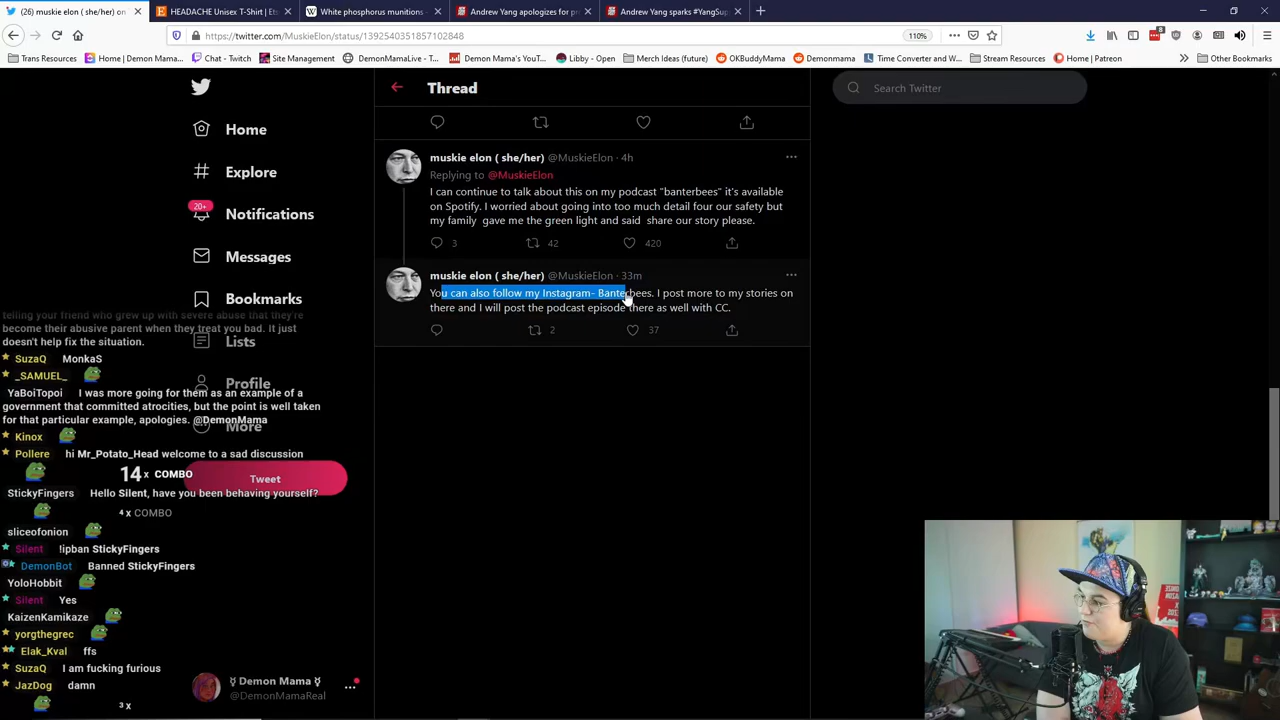 (26) muskie elon ( she/her) on
HEADACHE Unisex T-Shirt | Ets
White phosphorus munitions -
Andrew Yang apologizes for pr
Andrew Yang sparks #YangSup
https://twitter.com/MuskieElon/status/1392540351857102848
110%
Trans Resources
Home | Demon Mama...
Chat - Twitch
Site Management
DemonMamaLive - T...
Demon Mama's YouT...
Libby - Open
Merch Ideas (future)
OKBuddyMama
Demonmama
Time Converter and W...
Stream Resources
Home | Patreon
Other Bookmarks
Thread
Search Twitter
Home
Explore
20+
Notifications
Messages
Bookmarks
Lists
Profile
More
Tweet
muskie elon ( she/her) @MuskieElon · 4h
Replying to @MuskieElon
I can continue to talk about this on my podcast "banterbees" it's available
on Spotify. I worried about going into too much detail four our safety but
my family gave me the green light and said share our story please.
3 42 420
muskie elon ( she/her) @MuskieElon · 33m
You can also follow my Instagram- Banterbees. I post more to my stories on
there and I will post the podcast episode there as well with CC.
2 37
telling your friend who grew up with severe abuse that they've
become their abusive parent when they treat you bad. It just
doesn't help fix the situation.
SuzaQ MonkaS
_SAMUEL_
YaBoiTopoi I was more going for them as an example of a
government that committed atrocities, but the point is well taken
for that particular example, apologies. @DemonMama
Kinox
Pollere hi Mr_Potato_Head welcome to a sad discussion
14 x COMBO
StickyFingers Hello Silent, have you been behaving yourself?
4 x COMBO
sliceofonion
Silent !ipban StickyFingers
DemonBot Banned StickyFingers
YoloHobbit
Silent Yes
KaizenKamikaze
yorgthegrec
Elak_Kval ffs
SuzaQ I am fucking furious
JazDog damn
3 x
☿ Demon Mama ☿
@DemonMamaReal